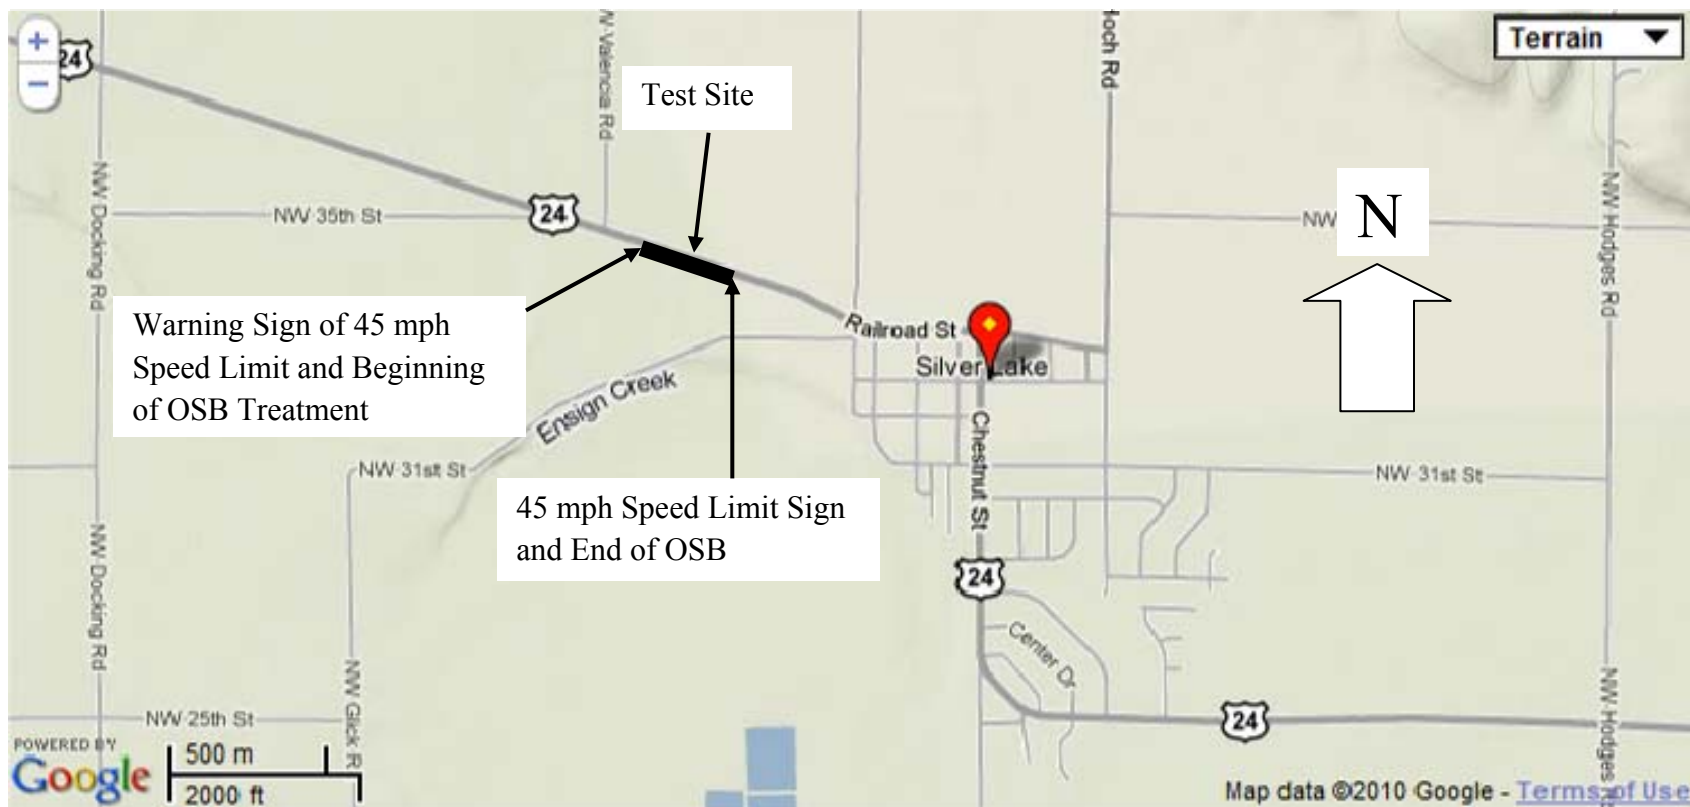 Terrain
24
W Valencia Rd
Hoch Rd
Test Site
NW Docking Rd
NW 35th St
24
NW
N
NW Hodges Rd
Warning Sign of 45 mph
Speed Limit and Beginning
of OSB Treatment
Railroad St
Silver Lake
Ensign Creek
Chestnut St
NW 31st St
NW 31st St
45 mph Speed Limit Sign
and End of OSB
NW Docking Rd
24
Center Dr
NW Glick R
NW Hodges R
NW 25th St
24
POWERED BY
Google
500 m
2000 ft
Map data ©2010 Google - Terms of Use